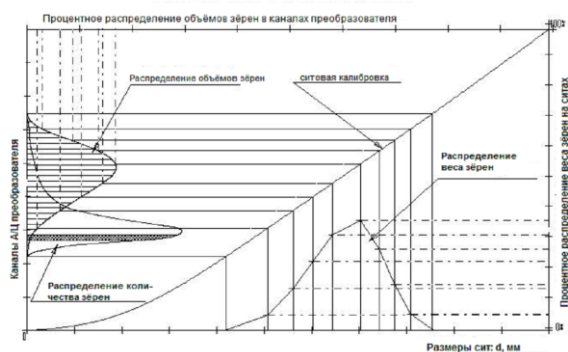 Процентное распределение объёмов зёрен в каналах преобразователя
100%
Распределение объёмов зёрен
ситовая калибровка
Распределение
веса зёрен
Каналы А/Ц преобразователя
Процентное распределение веса зёрен на ситах
Распределение коли-
чества зёрен
0
0%
Размеры сит: d, мм